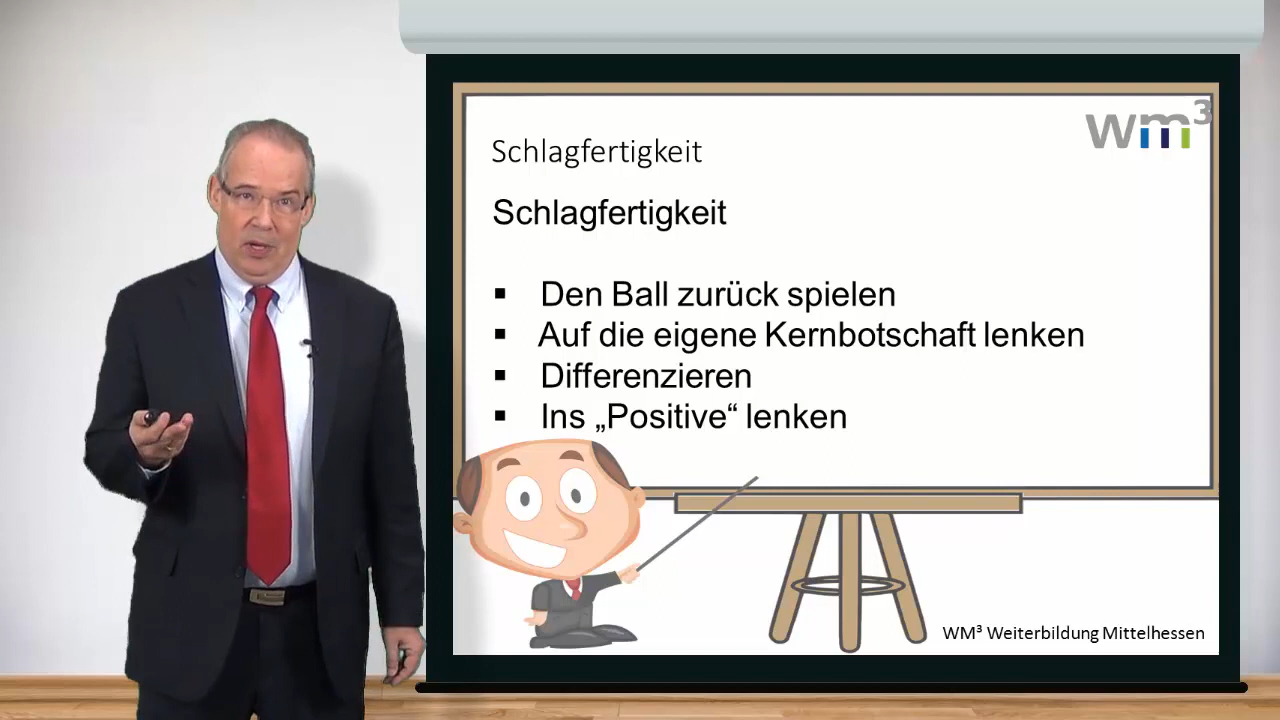 wm³
Schlagfertigkeit
Schlagfertigkeit
▪ Den Ball zurück spielen
▪ Auf die eigene Kernbotschaft lenken
▪ Differenzieren
▪ Ins „Positive“ lenken
WM³ Weiterbildung Mittelhessen